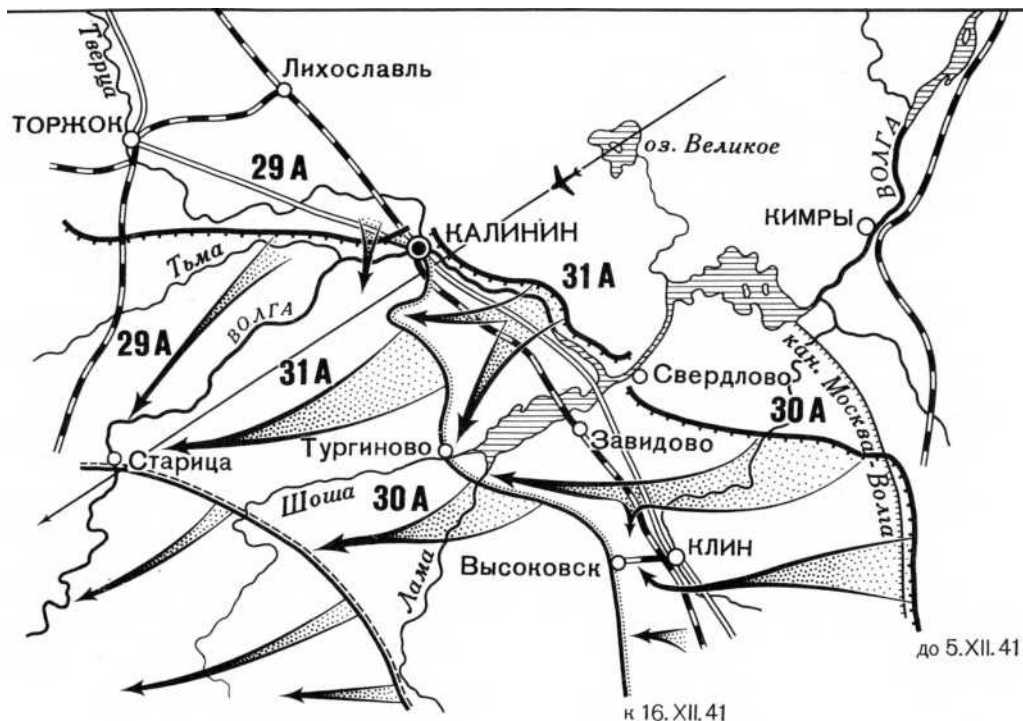 Тверца
Лихославль
ТОРЖОК
29 А
оз. Великое
ВОЛГА
КИМРЫ
КАЛИНИН
Тьма
31 А
ВОЛГА
29 А
31 А
кан. Москва-Волга
Свердлово
30 А
Старица
Тургиново
Завидово
Шоша
30 А
Высоковск
КЛИН
Лама
до 5.XII.41
к 16.XII.41